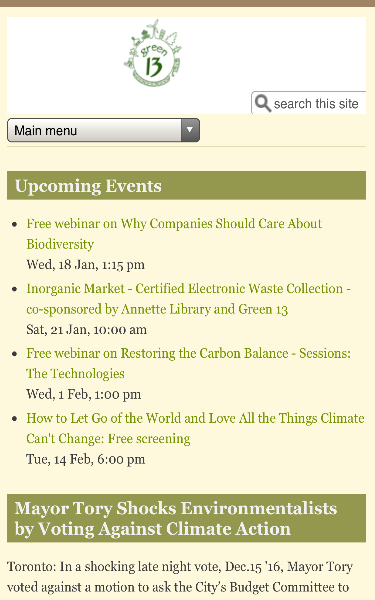 green
13
search this site
Main menu
Upcoming Events
Free webinar on Why Companies Should Care About
Biodiversity
Wed, 18 Jan, 1:15 pm
Inorganic Market - Certified Electronic Waste Collection -
co-sponsored by Annette Library and Green 13
Sat, 21 Jan, 10:00 am
Free webinar on Restoring the Carbon Balance - Sessions:
The Technologies
Wed, 1 Feb, 1:00 pm
How to Let Go of the World and Love All the Things Climate
Can't Change: Free screening
Tue, 14 Feb, 6:00 pm
Mayor Tory Shocks Environmentalists
by Voting Against Climate Action
Toronto: In a shocking late night vote, Dec.15 '16, Mayor Tory
voted against a motion to ask the City's Budget Committee to